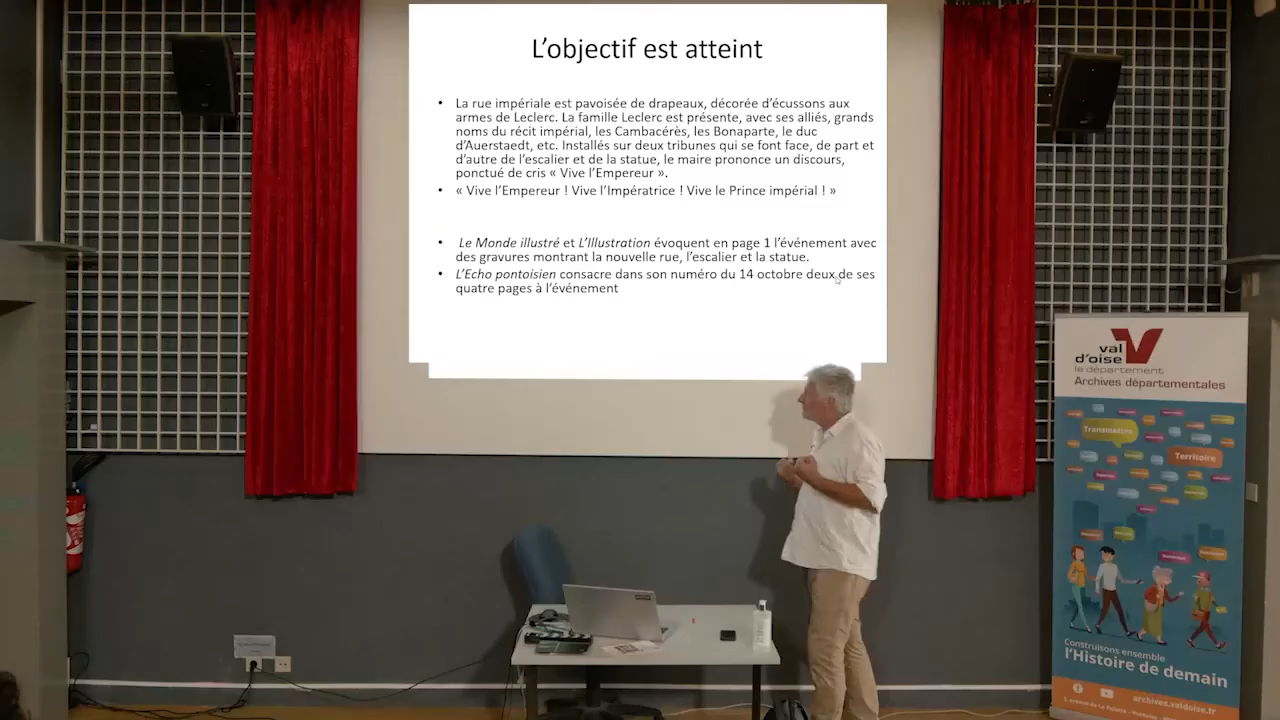 L'objectif est atteint
• La rue impériale est pavoisée de drapeaux, décorée d'écussons aux
armes de Leclerc. La famille Leclerc est présente, avec ses alliés, grands
noms du récit impérial, les Cambacérès, les Bonaparte, le duc
d'Auerstaedt, etc. Installés sur deux tribunes qui se font face, de part et
d'autre de l'escalier et de la statue, le maire prononce un discours,
ponctué de cris « Vive l'Empereur ».
• « Vive l'Empereur ! Vive l'Impératrice ! Vive le Prince impérial ! »
• Le Monde illustré et L'Illustration évoquent en page 1 l'événement avec
des gravures montrant la nouvelle rue, l'escalier et la statue.
• L'Echo pontoisien consacre dans son numéro du 14 octobre deux de ses
quatre pages à l'événement
val
d'oise
le département
Archives départementales
Transmettre
Territoire
Construisons ensemble
l'Histoire de demain
archives.valdoise.fr